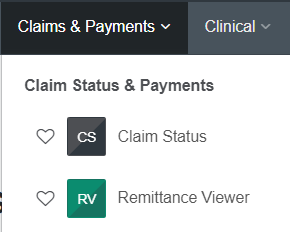 Claims & Payments Clinical
Claim Status & Payments
CS Claim Status
RV Remittance Viewer